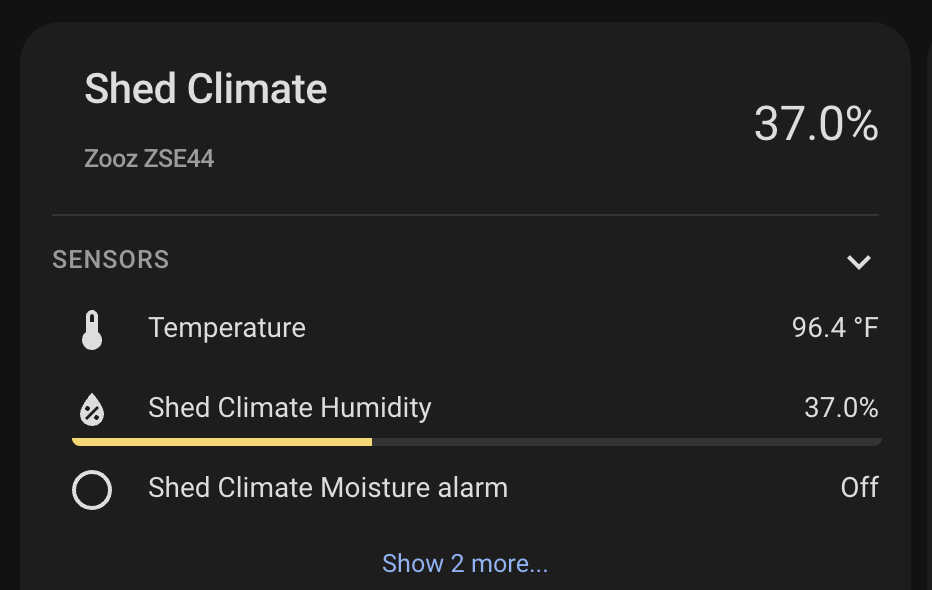 Shed Climate
37.0%
Zooz ZSE44
SENSORS
Temperature 96.4 °F
Shed Climate Humidity 37.0%
Shed Climate Moisture alarm Off
Show 2 more...